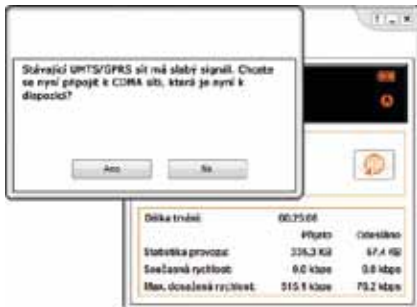 Stávající UMTS/GPRS síť má slabý signál. Chcete
se nyní připojit k CDMA síti, která je nyní k
dispozici?
Ano Ne
Délka trvání: 00:25:08
Přijato Odesláno
Statistika provozu: 335,3 KB 67,4 KB
Současná rychlost: 0.0 kbps 0.0 kbps
Max. dosažená rychlost: 515.1 kbps 70.2 kbps